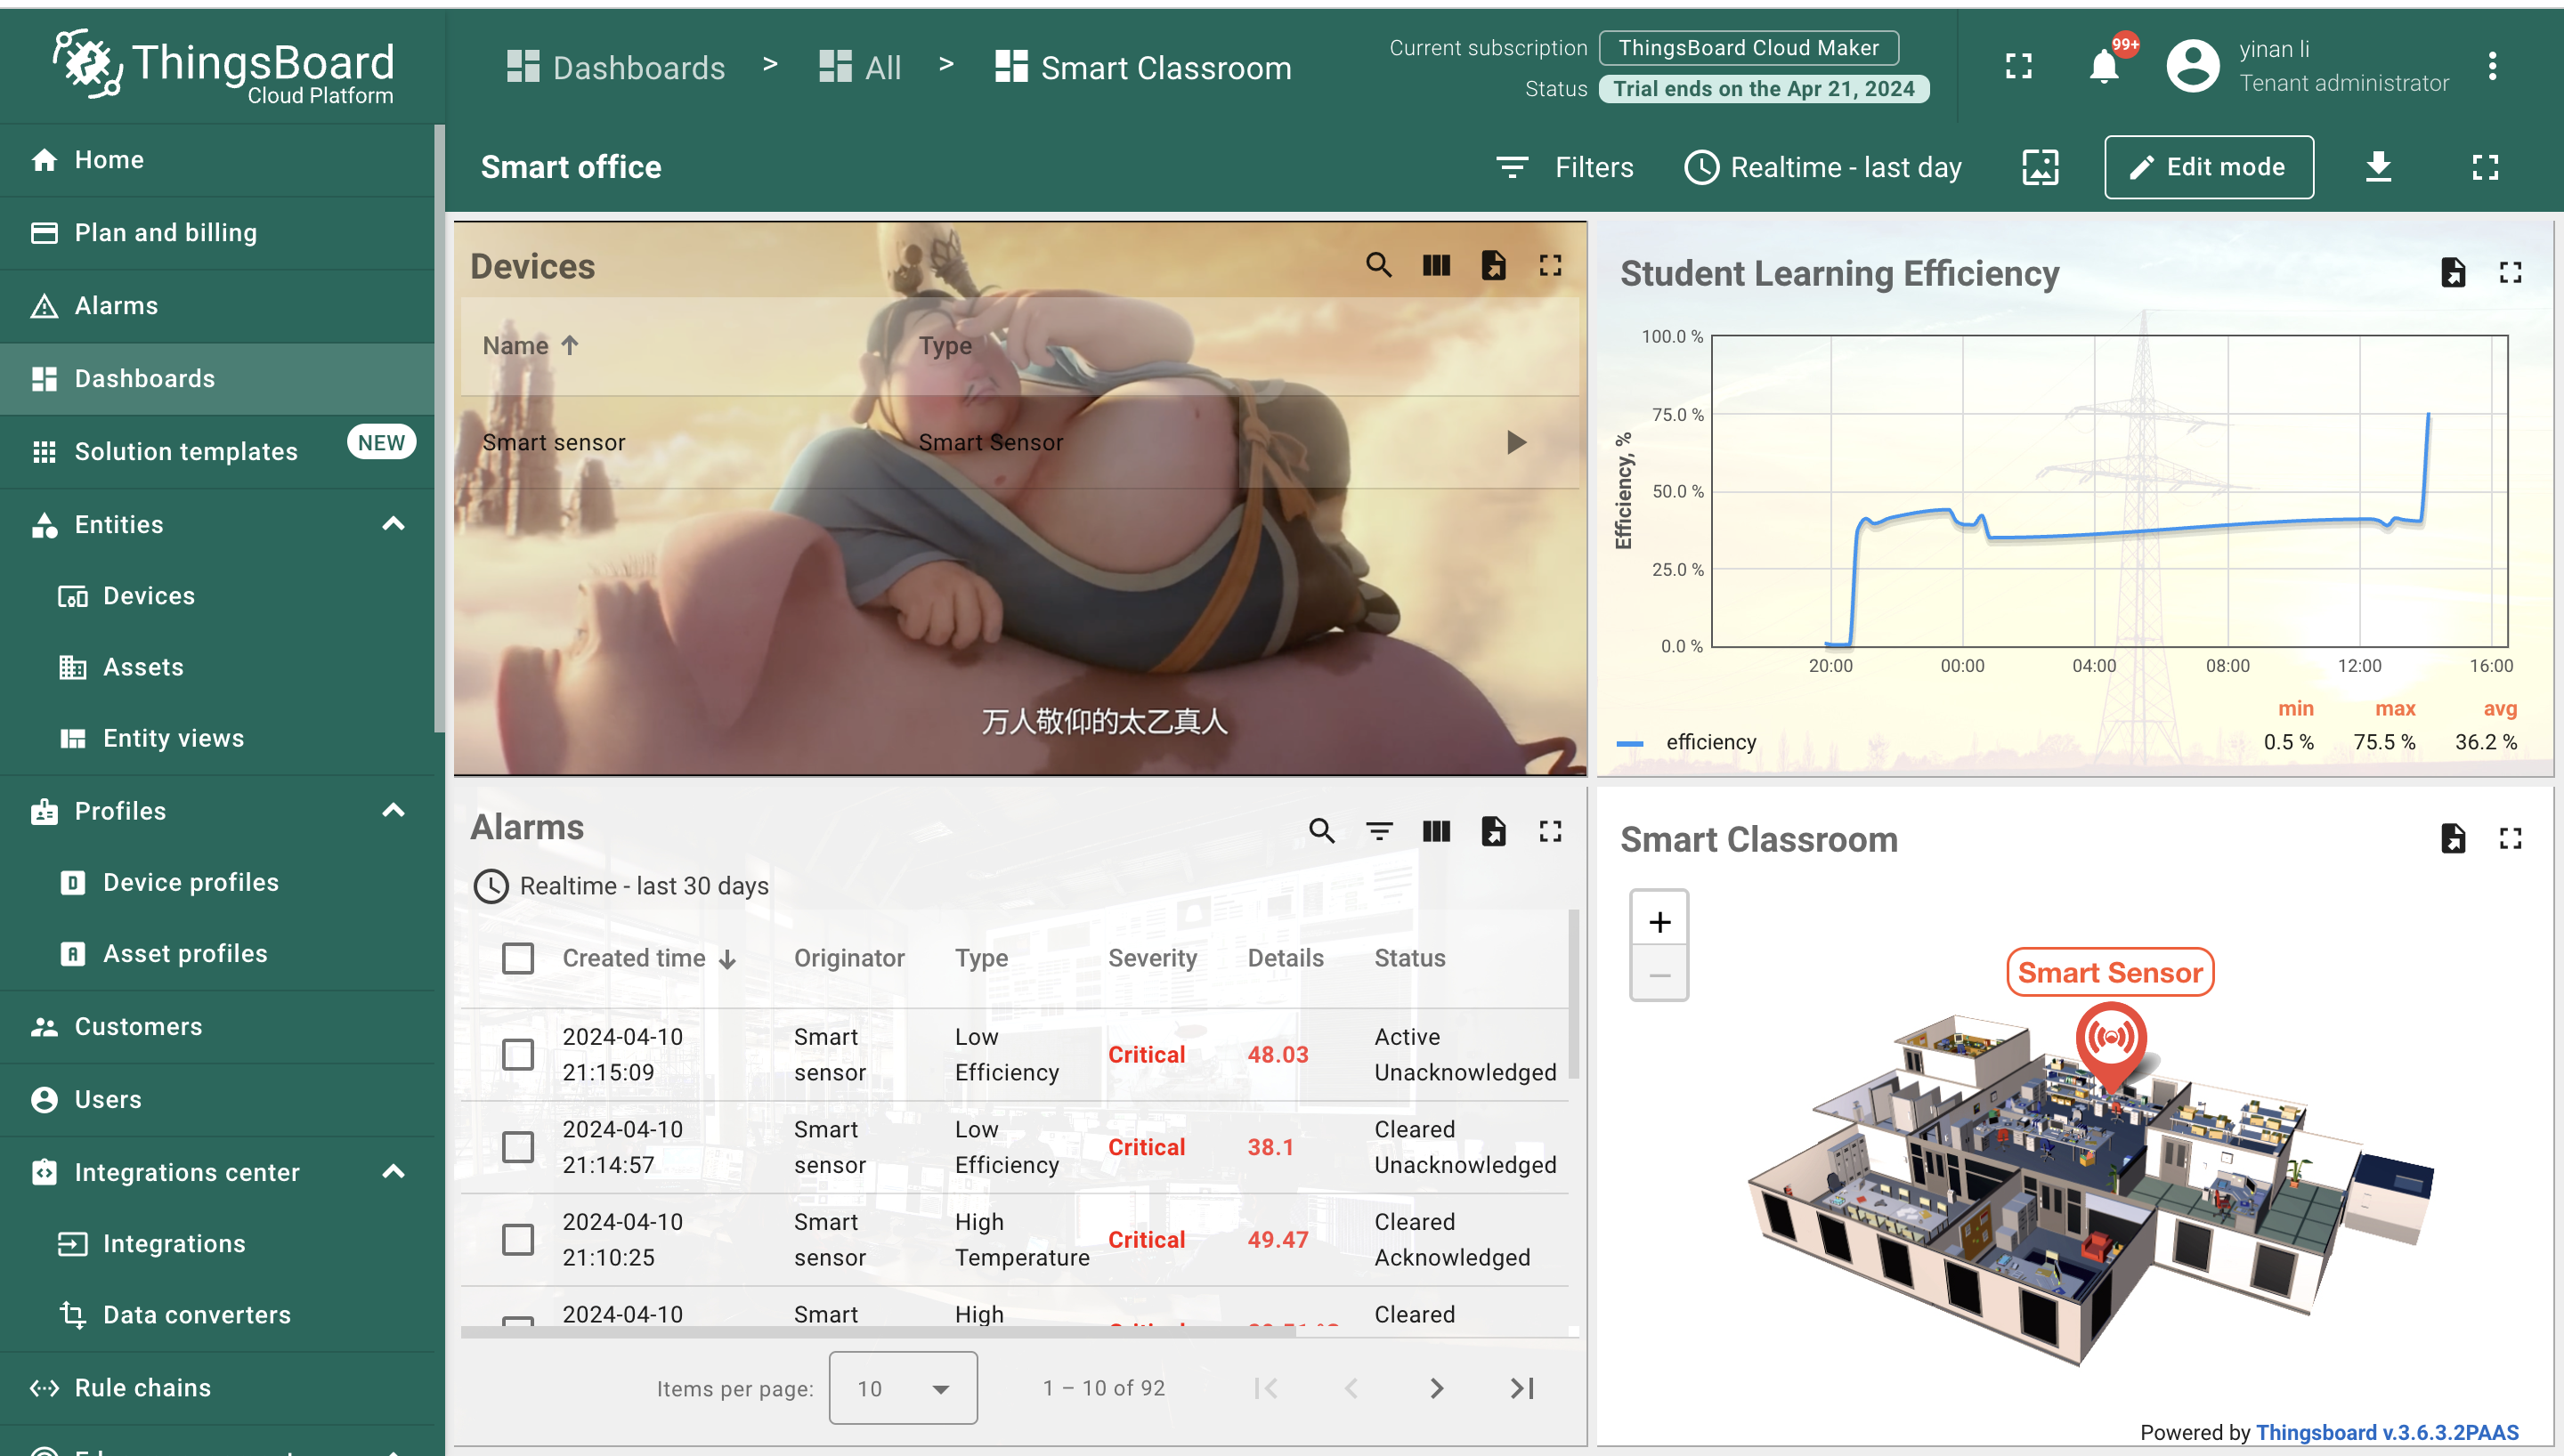 ThingsBoard
Cloud Platform
Dashboards > All > Smart Classroom
Current subscription ThingsBoard Cloud Maker
Status Trial ends on the Apr 21, 2024
99+
yinan li
Tenant administrator
Home
Plan and billing
Alarms
Dashboards
Solution templates NEW
Entities
Devices
Assets
Entity views
Profiles
Device profiles
Asset profiles
Customers
Users
Integrations center
Integrations
Data converters
Rule chains
Smart office
Filters
Realtime - last day
Edit mode
Devices
Name Type
Smart sensor Smart Sensor
万人敬仰的太乙真人
Student Learning Efficiency
Efficiency, %
100.0 %
75.0 %
50.0 %
25.0 %
0.0 %
20:00 00:00 04:00 08:00 12:00 16:00
min max avg
efficiency 0.5 % 75.5 % 36.2 %
Alarms
Realtime - last 30 days
Created time Originator Type Severity Details Status
2024-04-10 Smart Low Critical 48.03 Active
21:15:09 sensor Efficiency Unacknowledged
2024-04-10 Smart Low Critical 38.1 Cleared
21:14:57 sensor Efficiency Unacknowledged
2024-04-10 Smart High Critical 49.47 Cleared
21:10:25 sensor Temperature Acknowledged
2024-04-10 Smart High Cleared
Items per page: 10 1 – 10 of 92
Smart Classroom
+
−
Smart Sensor
Powered by Thingsboard v.3.6.3.2PAAS